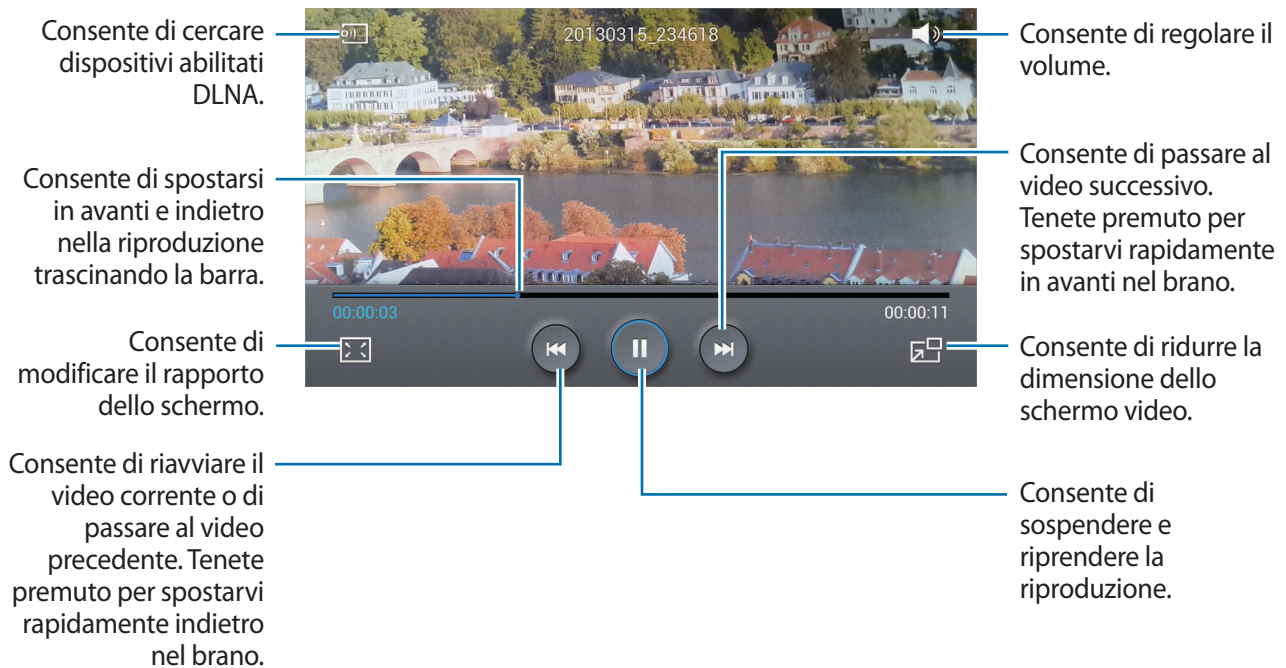 Consente di cercare
dispositivi abilitati
DLNA.
Consente di spostarsi
in avanti e indietro
nella riproduzione
trascinando la barra.
Consente di
modificare il rapporto
dello schermo.
Consente di riavviare il
video corrente o di
passare al video
precedente. Tenete
premuto per spostarvi
rapidamente indietro
nel brano.
20130315_234618
00:00:03
00:00:11
Consente di regolare il
volume.
Consente di passare al
video successivo.
Tenete premuto per
spostarvi rapidamente
in avanti nel brano.
Consente di ridurre la
dimensione dello
schermo video.
Consente di
sospendere e
riprendere la
riproduzione.